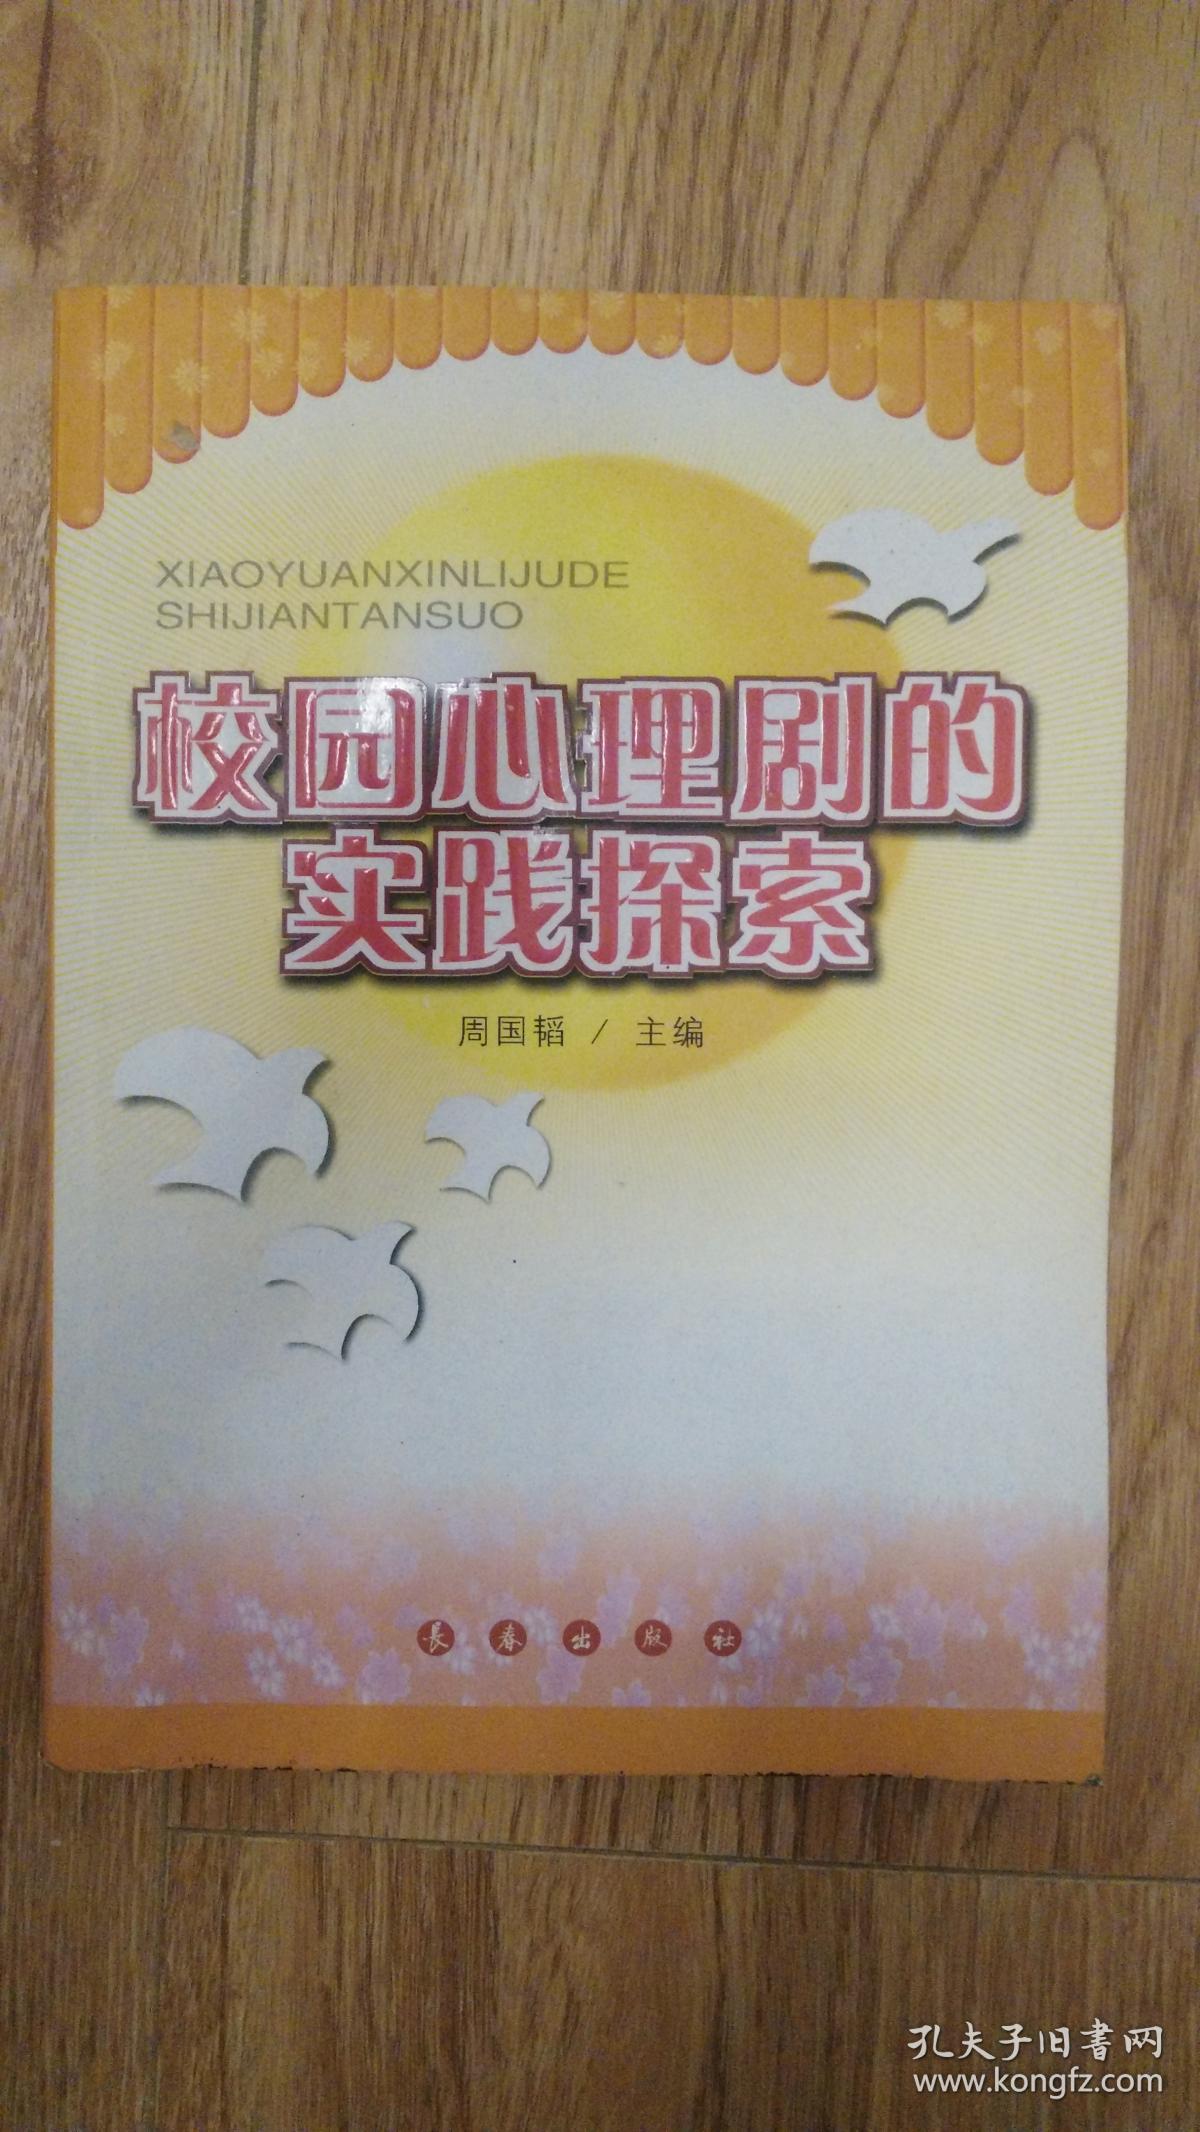 XIAOYUANXINLIJUDE
SHIJIANTANSUO
校园心理剧的
实践探索
周国韬 / 主编
長春出版社
孔夫子旧書网
www.kongfz.com